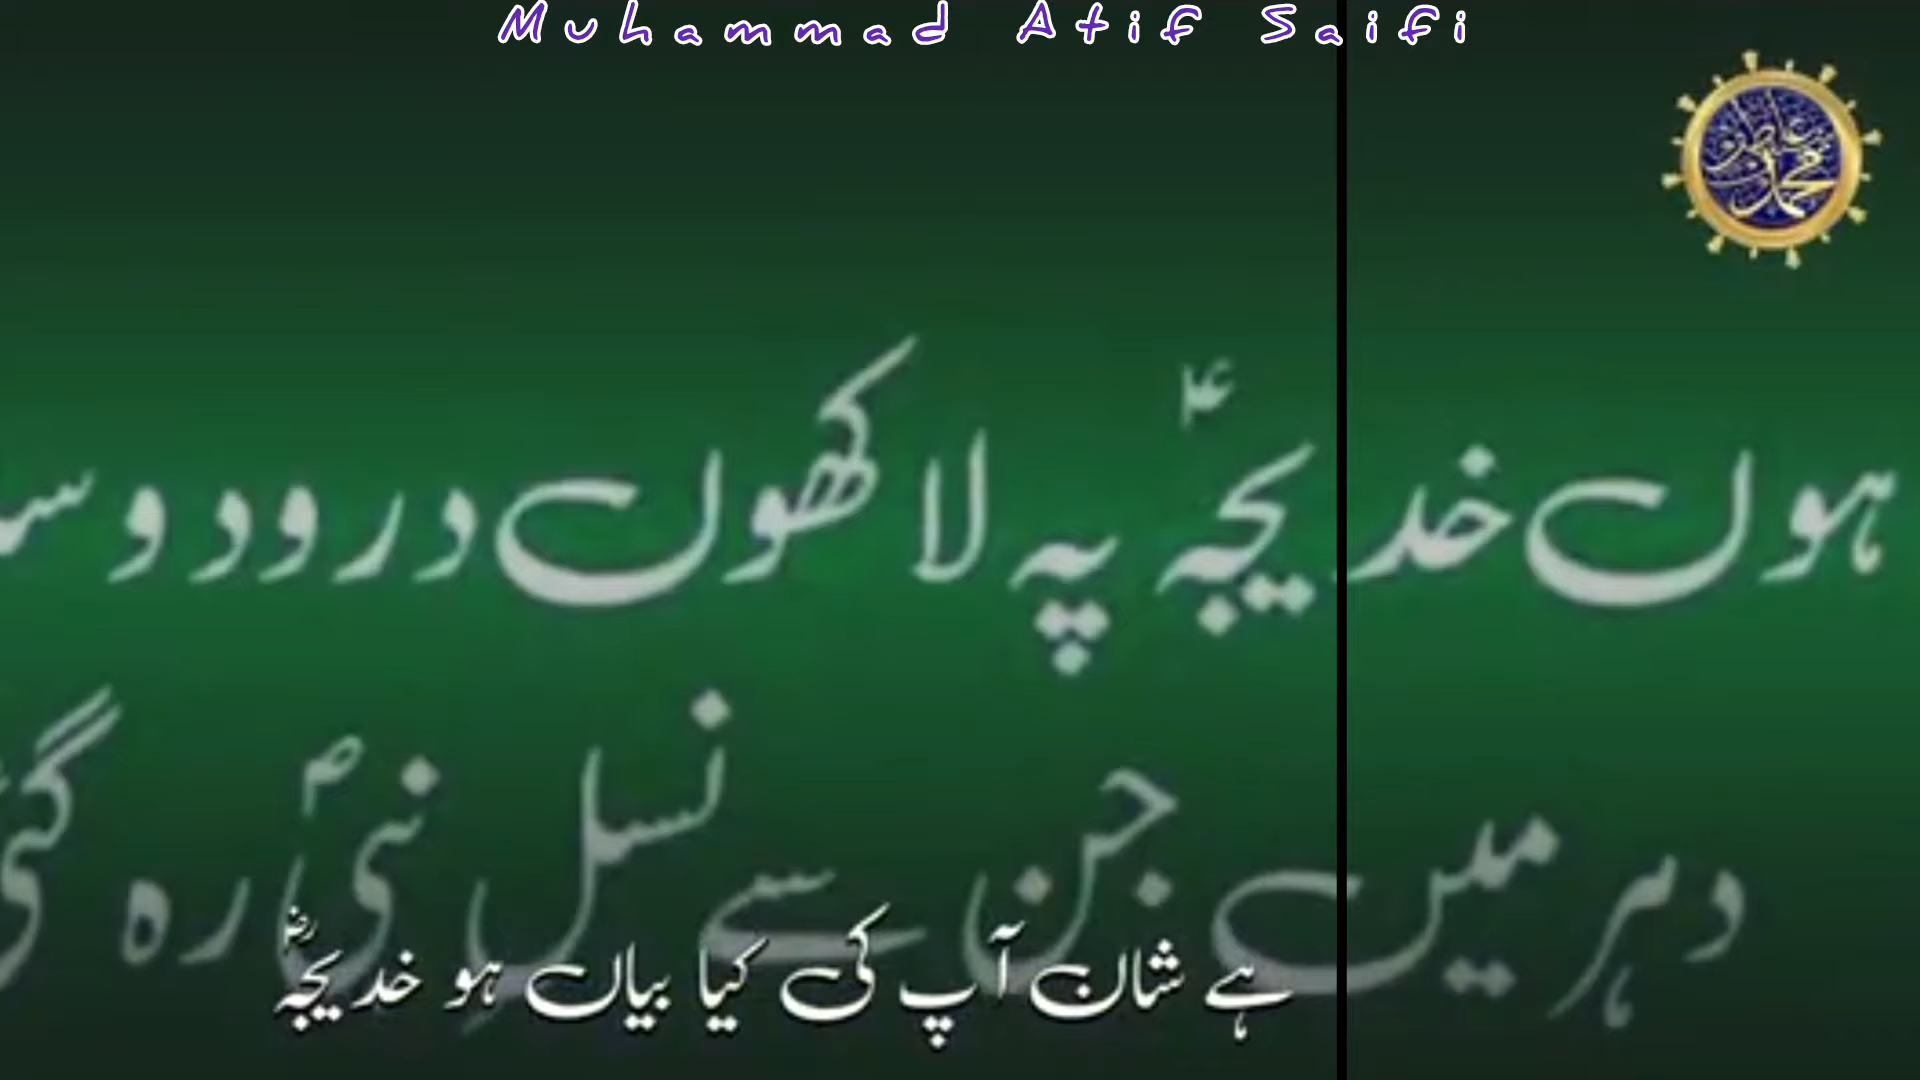 Muhammad Atif Saifi
ہوں خدیجہؑ پہ لاکھوں درود و
دہر میں جن سے نسلِ نبیؐ رہ گئی
ہے شان آپ کی کیا بیاں ہو خدیجہؓ